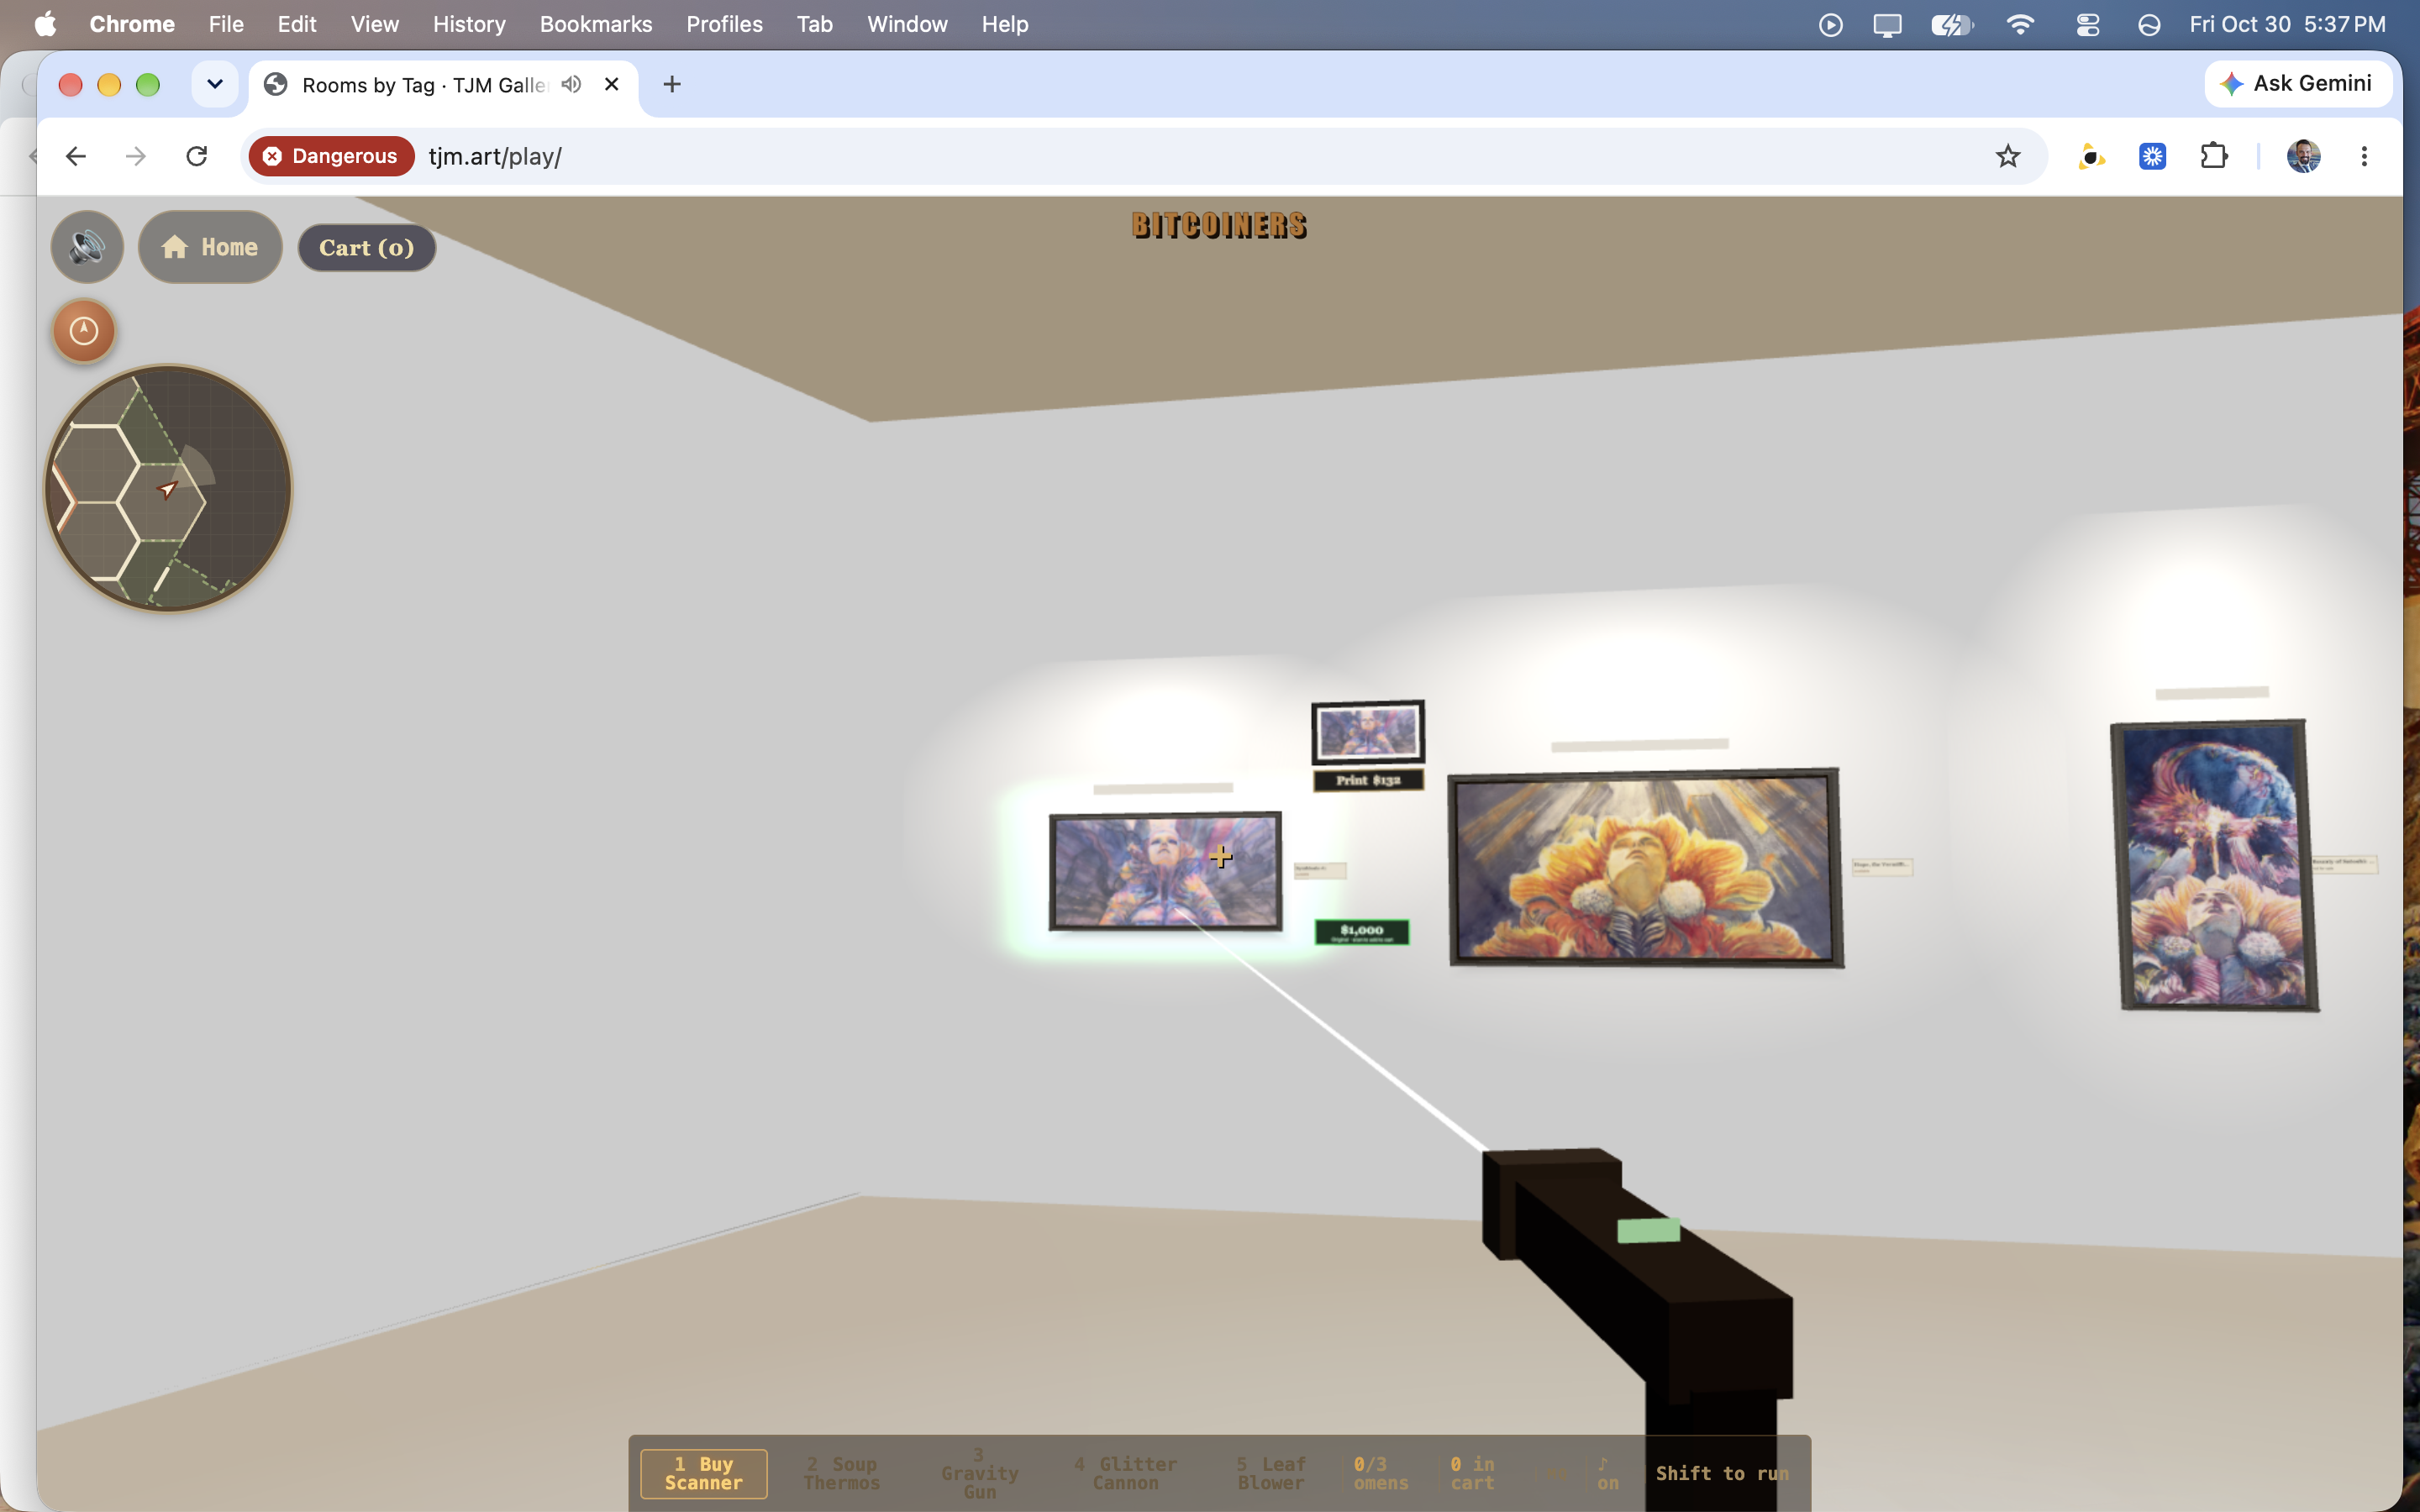 Chrome File Edit View History Bookmarks Profiles Tab Window Help Fri Oct 30 5:37 PM
Rooms by Tag · TJM Galle
Ask Gemini
Dangerous tjm.art/play/
BITCOINERS
Home
Cart (0)
Print $132
$1,000
1 Buy Scanner
2 Soup Thermos
3 Gravity Gun
4 Glitter Cannon
5 Leaf Blower
0/3 omens
0 in cart
♪ on
Shift to run